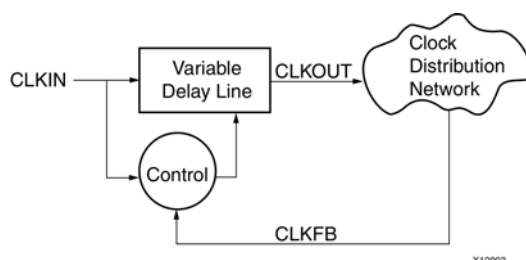 CLKIN
Variable
Delay Line
CLKOUT
Clock
Distribution
Network
Control
CLKFB